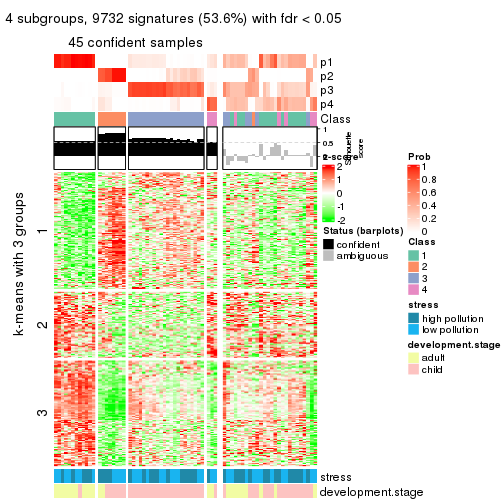 4 subgroups, 9732 signatures (53.6%) with fdr < 0.05
45 confident samples
p1
p2
p3
p4
Class
1
0.5
0
Silhouette
score
k-means with 3 groups
1
2
3
stress
development.stage
z-score
2
1
0
-1
-2
Status (barplots)
confident
ambiguous
Prob
1
0.8
0.6
0.4
0.2
0
Class
1
2
3
4
stress
high pollution
low pollution
development.stage
adult
child